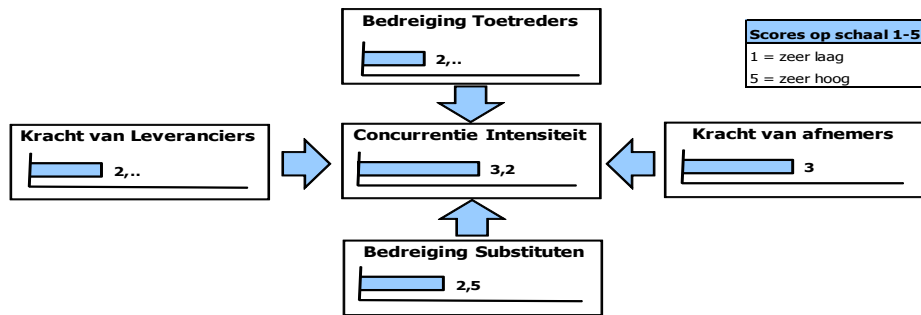 Bedreiging Toetreders
2,..
Scores op schaal 1-5
1 = zeer laag
5 = zeer hoog
Kracht van Leveranciers
2,..
Concurrentie Intensiteit
3,2
Kracht van afnemers
3
Bedreiging Substituten
2,5